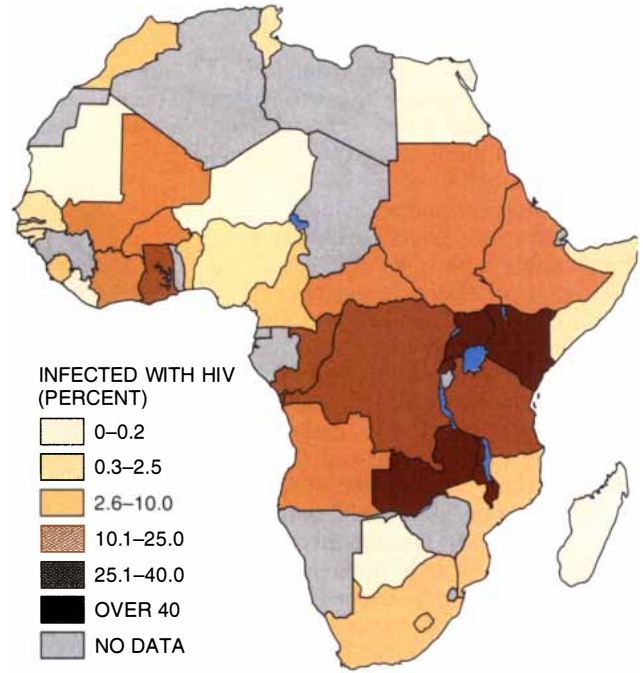 INFECTED WITH HIV
(PERCENT)
0–0.2
0.3–2.5
2.6–10.0
10.1–25.0
25.1–40.0
OVER 40
NO DATA